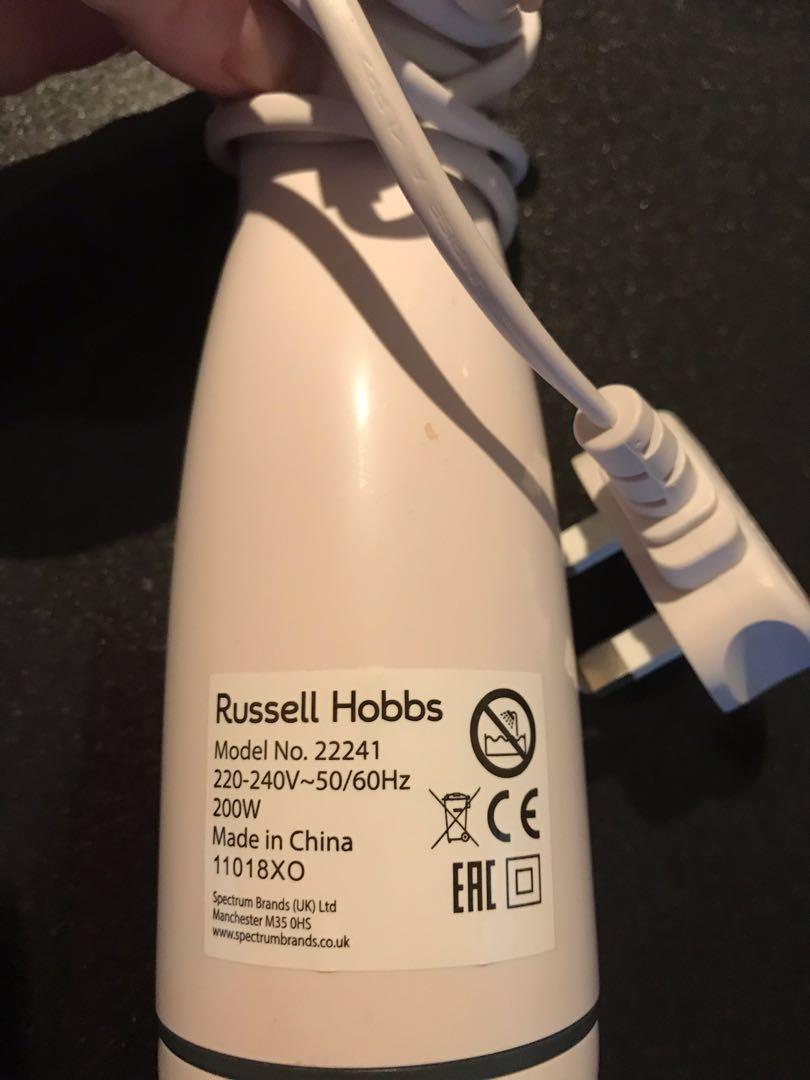 Russell Hobbs
Model No. 22241
220-240V~50/60Hz
200W
Made in China
11018XO
Spectrum Brands (UK) Ltd
Manchester M35 0HS
www.spectrumbrands.co.uk
CE
EAC